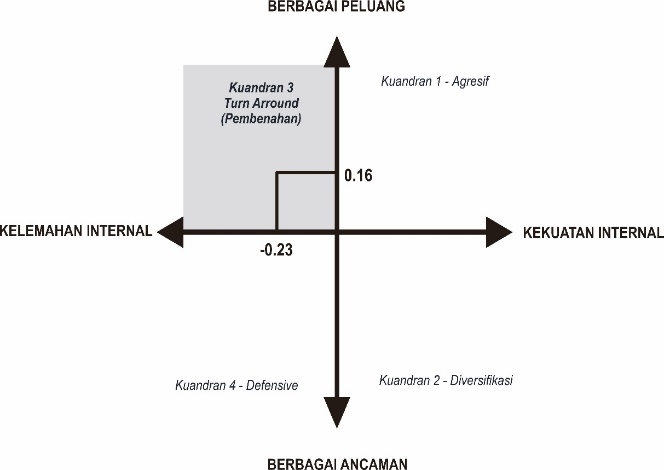 BERBAGAI PELUANG
Kuandran 1 - Agresif
Kuandran 3
Turn Arround
(Pembenahan)
0.16
KELEMAHAN INTERNAL
KEKUATAN INTERNAL
-0.23
Kuandran 4 - Defensive
Kuandran 2 - Diversifikasi
BERBAGAI ANCAMAN